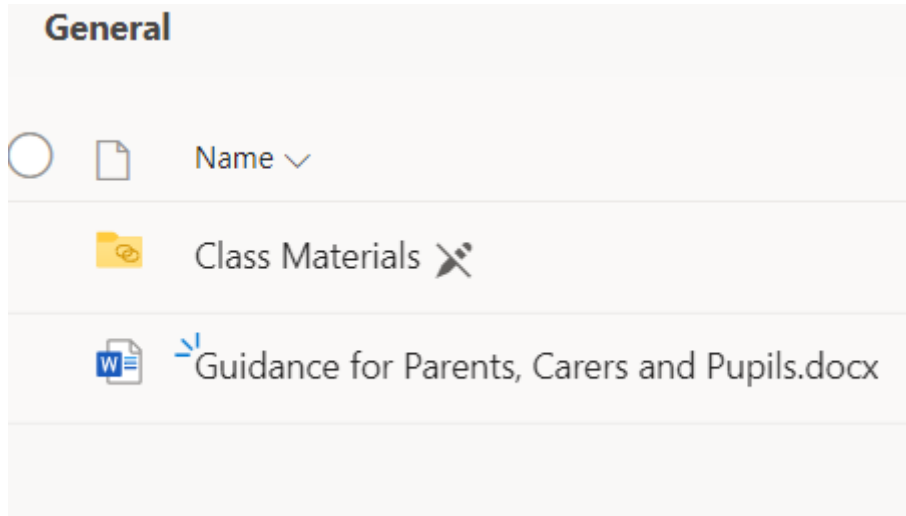 General
Name
Class Materials
W
Guidance for Parents, Carers and Pupils.docx